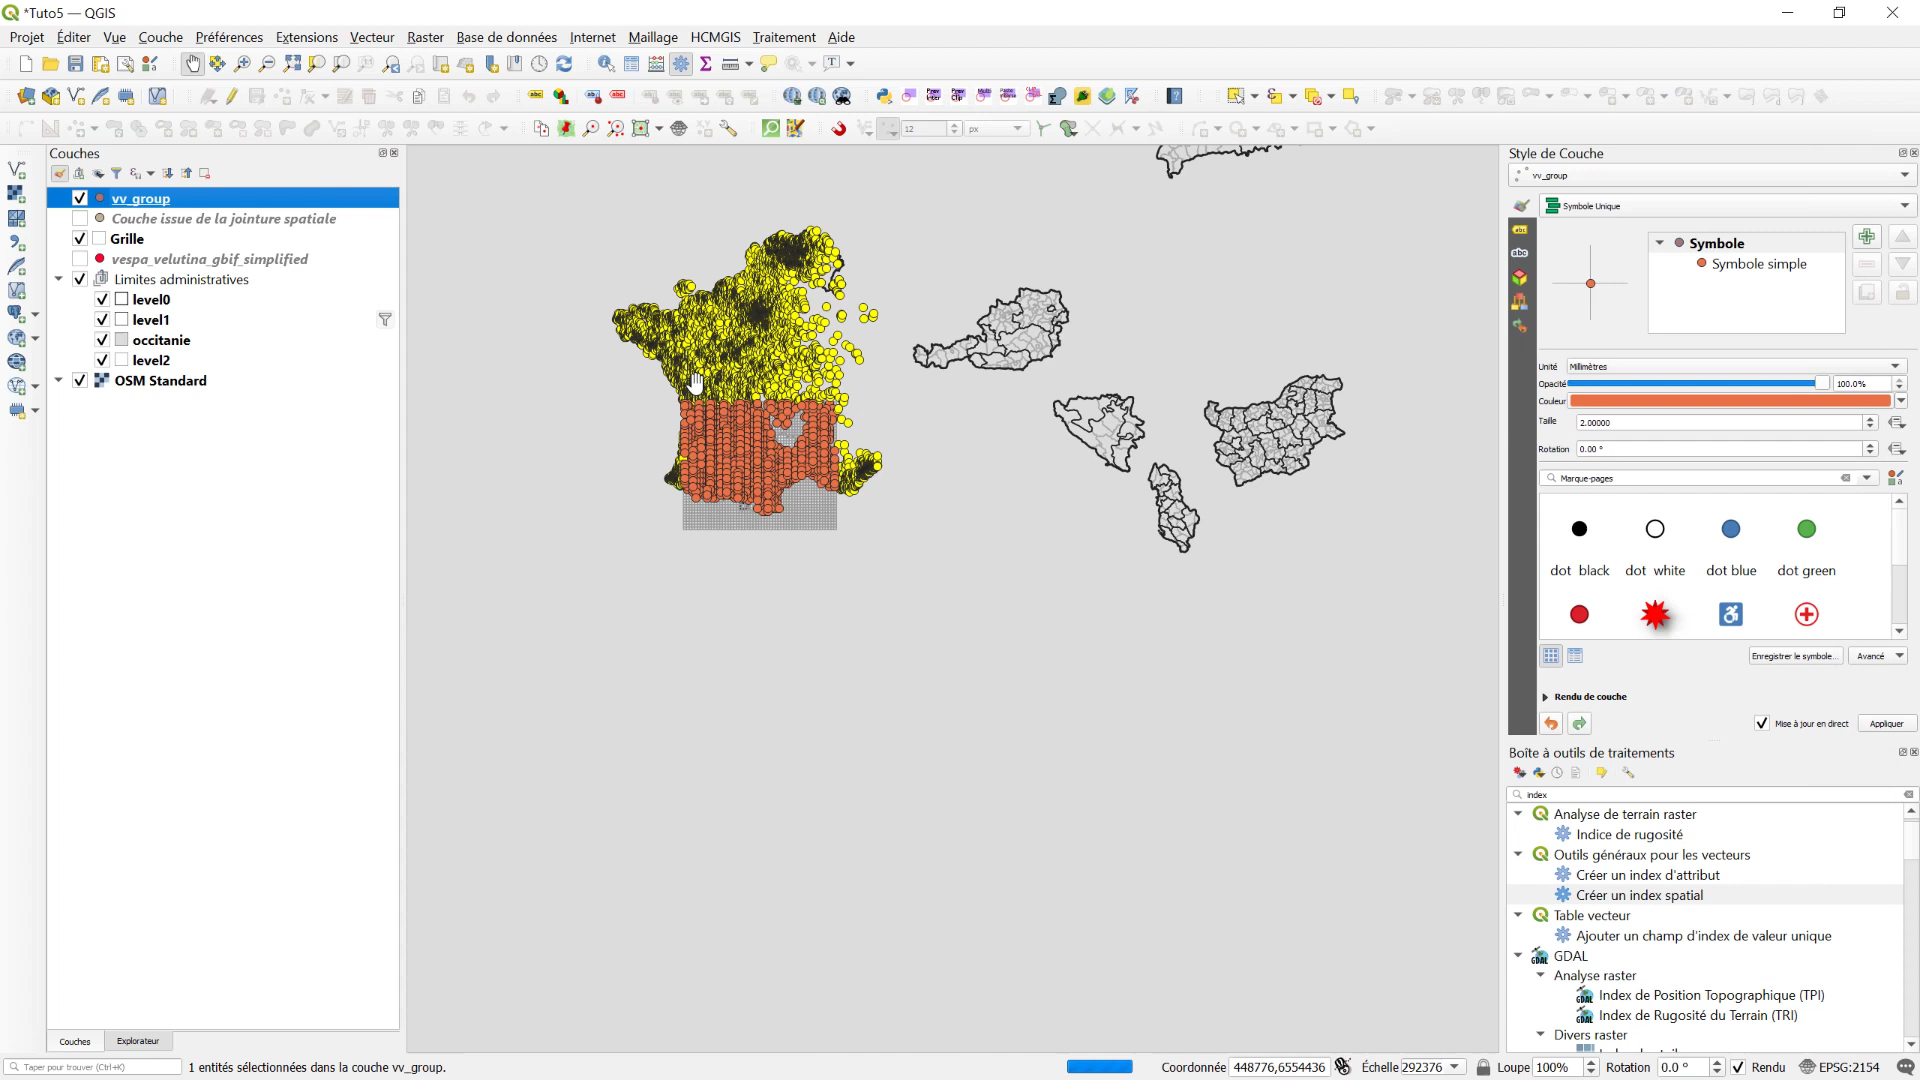 *Tuto5 — QGIS
Projet Éditer Vue Couche Préférences Extensions Vecteur Raster Base de données Internet Maillage HCMGIS Traitement Aide
12 px
Couches
vv_group
Couche issue de la jointure spatiale
Grille
vespa_velutina_gbif_simplified
Limites administratives
level0
level1
occitanie
level2
OSM Standard
Couches Explorateur
Style de Couche
vv_group
Symbole Unique
Symbole
Symbole simple
Unité Millimètres
Opacité 100.0%
Couleur
Taille 2.00000
Rotation 0.00 °
Marque-pages
dot black dot white dot blue dot green
Enregistrer le symbole... Avancé
Rendu de couche
Mise à jour en direct Appliquer
Boîte à outils de traitements
index
Analyse de terrain raster
Indice de rugosité
Outils généraux pour les vecteurs
Créer un index d'attribut
Créer un index spatial
Table vecteur
Ajouter un champ d'index de valeur unique
GDAL
Analyse raster
Index de Position Topographique (TPI)
Index de Rugosité du Terrain (TRI)
Divers raster
Taper pour trouver (Ctrl+K) 1 entités sélectionnées dans la couche vv_group. Coordonnée 448776,6554436 Échelle 292376 Loupe 100% Rotation 0.0 ° Rendu EPSG:2154